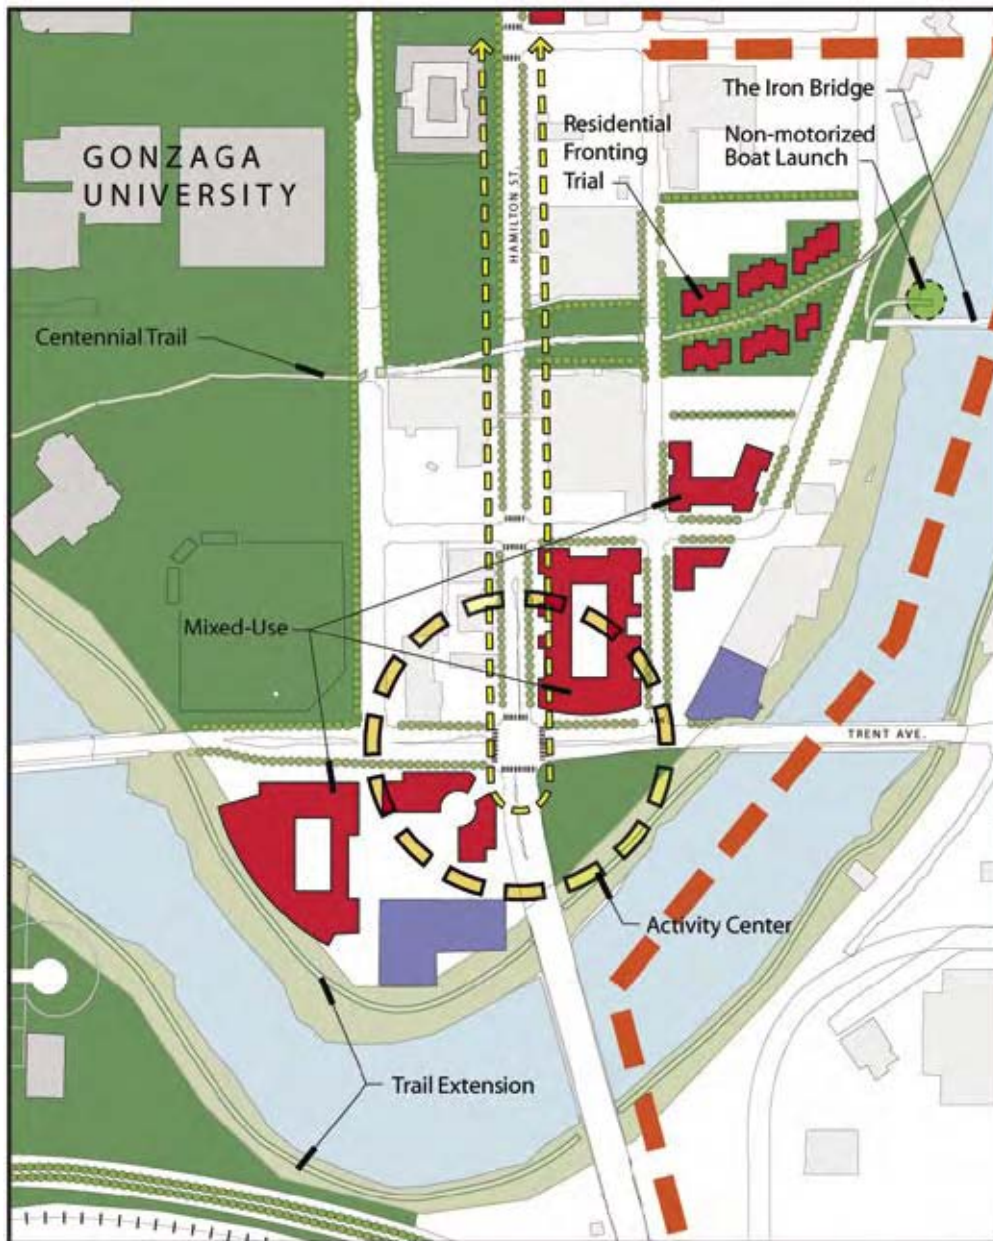 The Iron Bridge
Residential
Fronting
Trial
Non-motorized
Boat Launch
GONZAGA
UNIVERSITY
HAMILTON ST.
Centennial Trail
Mixed-Use
TRENT AVE.
Activity Center
Trail Extension